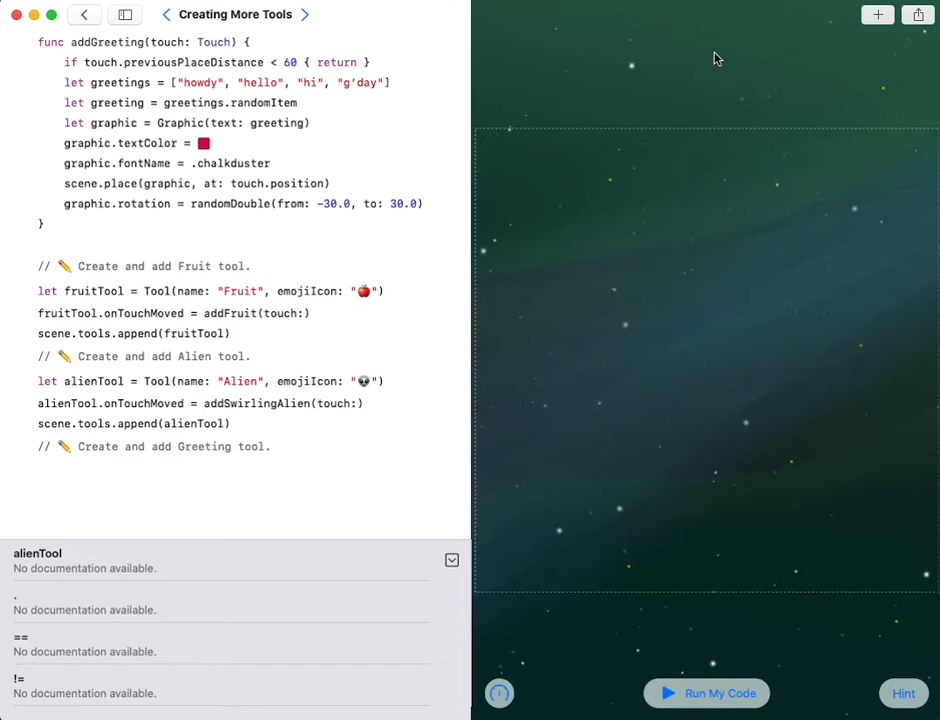 Creating More Tools
func addGreeting(touch: Touch) {
if touch.previousPlaceDistance < 60 { return }
let greetings = ["howdy", "hello", "hi", "g'day]
let greeting = greetings.randomItem
let graphic = Graphic(text: greeting)
graphic.textColor =
graphic.fontName = .chalkduster
scene.place(graphic, at: touch.position)
graphic.rotation = randomDouble(from: -30.0, to: 30.0)
}
// ✏️ Create and add Fruit tool.
let fruitTool = Tool(name: "Fruit", emojiIcon: "🍎")
fruitTool.onTouchMoved = addFruit(touch:)
scene.tools.append(fruitTool)
// ✏️ Create and add Alien tool.
let alienTool = Tool(name: "Alien", emojiIcon: "👽")
alienTool.onTouchMoved = addSwirlingAlien(touch:)
scene.tools.append(alienTool)
// ✏️ Create and add Greeting tool.
alienTool
No documentation available.
.
No documentation available.
==
No documentation available.
!=
No documentation available.
Run My Code
Hint